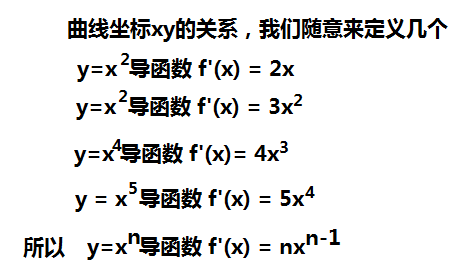 曲线坐标xy的关系，我们随意来定义几个
y=x²导函数 f'(x) = 2x
y=x²导函数 f'(x) = 3x²
y=x⁴导函数 f'(x)= 4x³
y = x⁵导函数 f'(x) = 5x⁴
所以 y=xⁿ导函数 f'(x) = nxⁿ⁻¹